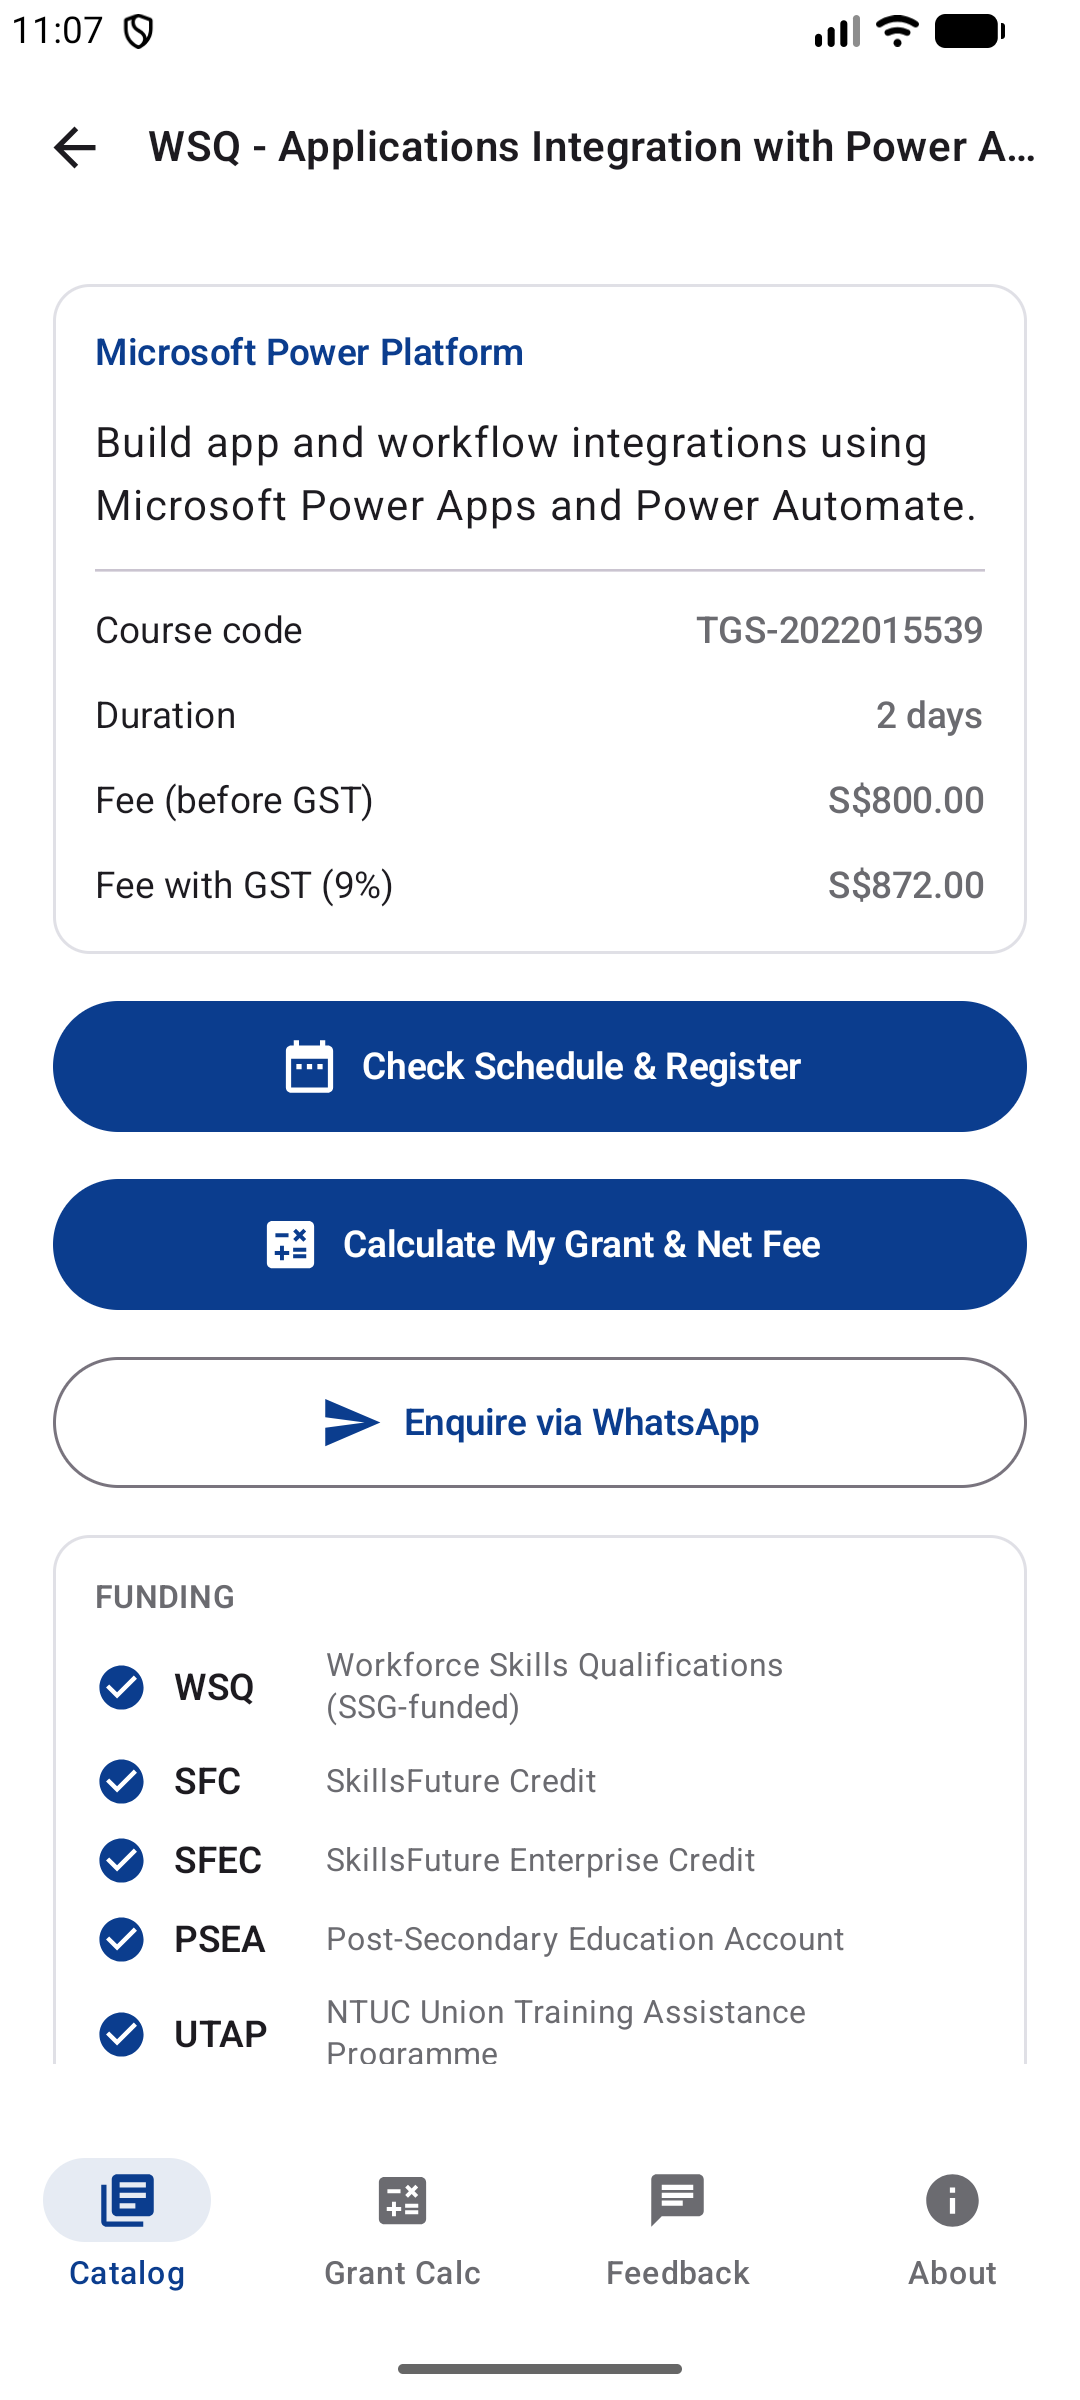 11:07
WSQ - Applications Integration with Power A...
Microsoft Power Platform
Build app and workflow integrations using
Microsoft Power Apps and Power Automate.
Course code TGS-2022015539
Duration 2 days
Fee (before GST) S$800.00
Fee with GST (9%) S$872.00
Check Schedule & Register
Calculate My Grant & Net Fee
Enquire via WhatsApp
FUNDING
WSQ Workforce Skills Qualifications
(SSG-funded)
SFC SkillsFuture Credit
SFEC SkillsFuture Enterprise Credit
PSEA Post-Secondary Education Account
UTAP NTUC Union Training Assistance
Programme
Catalog Grant Calc Feedback About